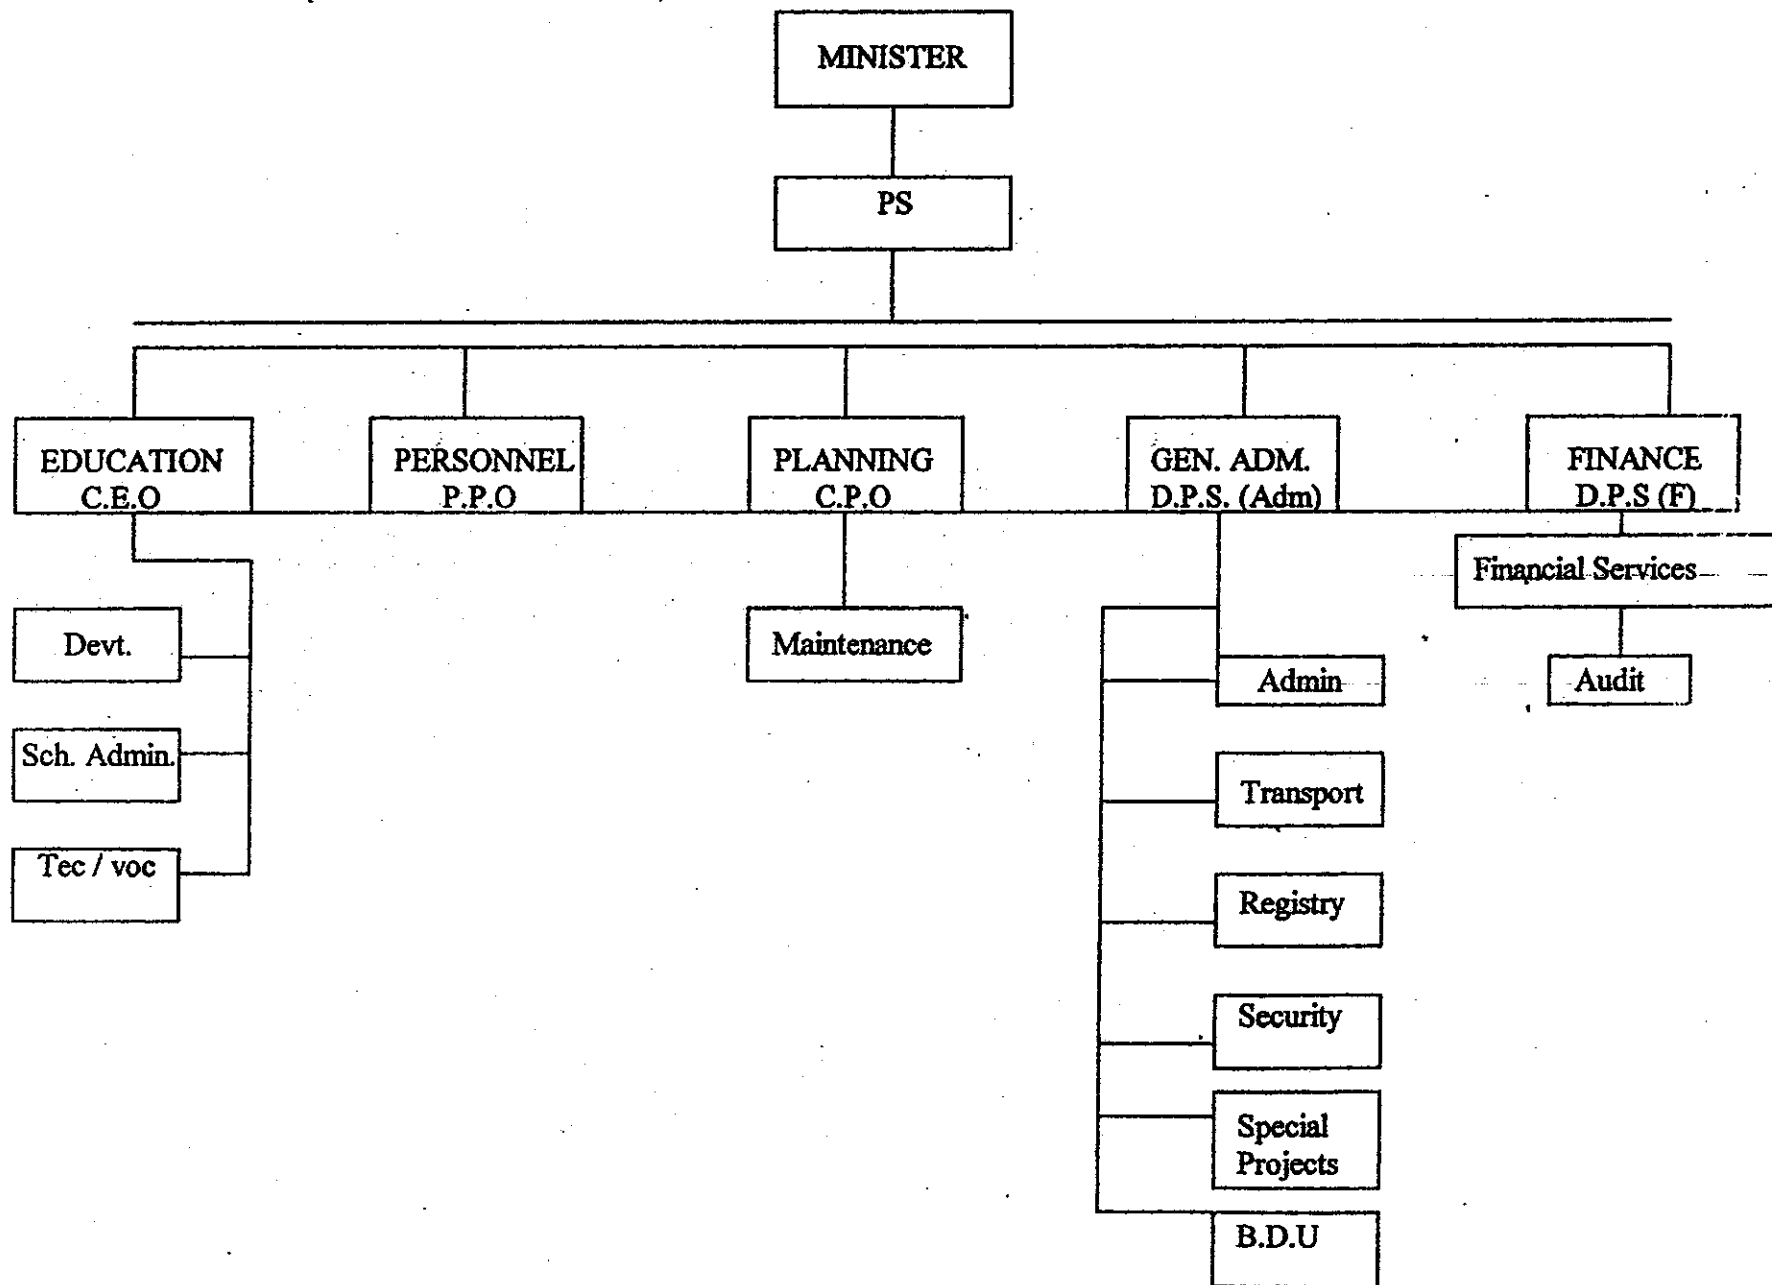 MINISTER
PS
EDUCATION
C.E.O
PERSONNEL
P.P.O
PLANNING
C.P.O
GEN. ADM.
D.P.S. (Adm)
FINANCE
D.P.S (F)
Financial Services
Devt.
Maintenance
Admin
Audit
Sch. Admin.
Transport
Tec / voc
Registry
Security
Special
Projects
B.D.U